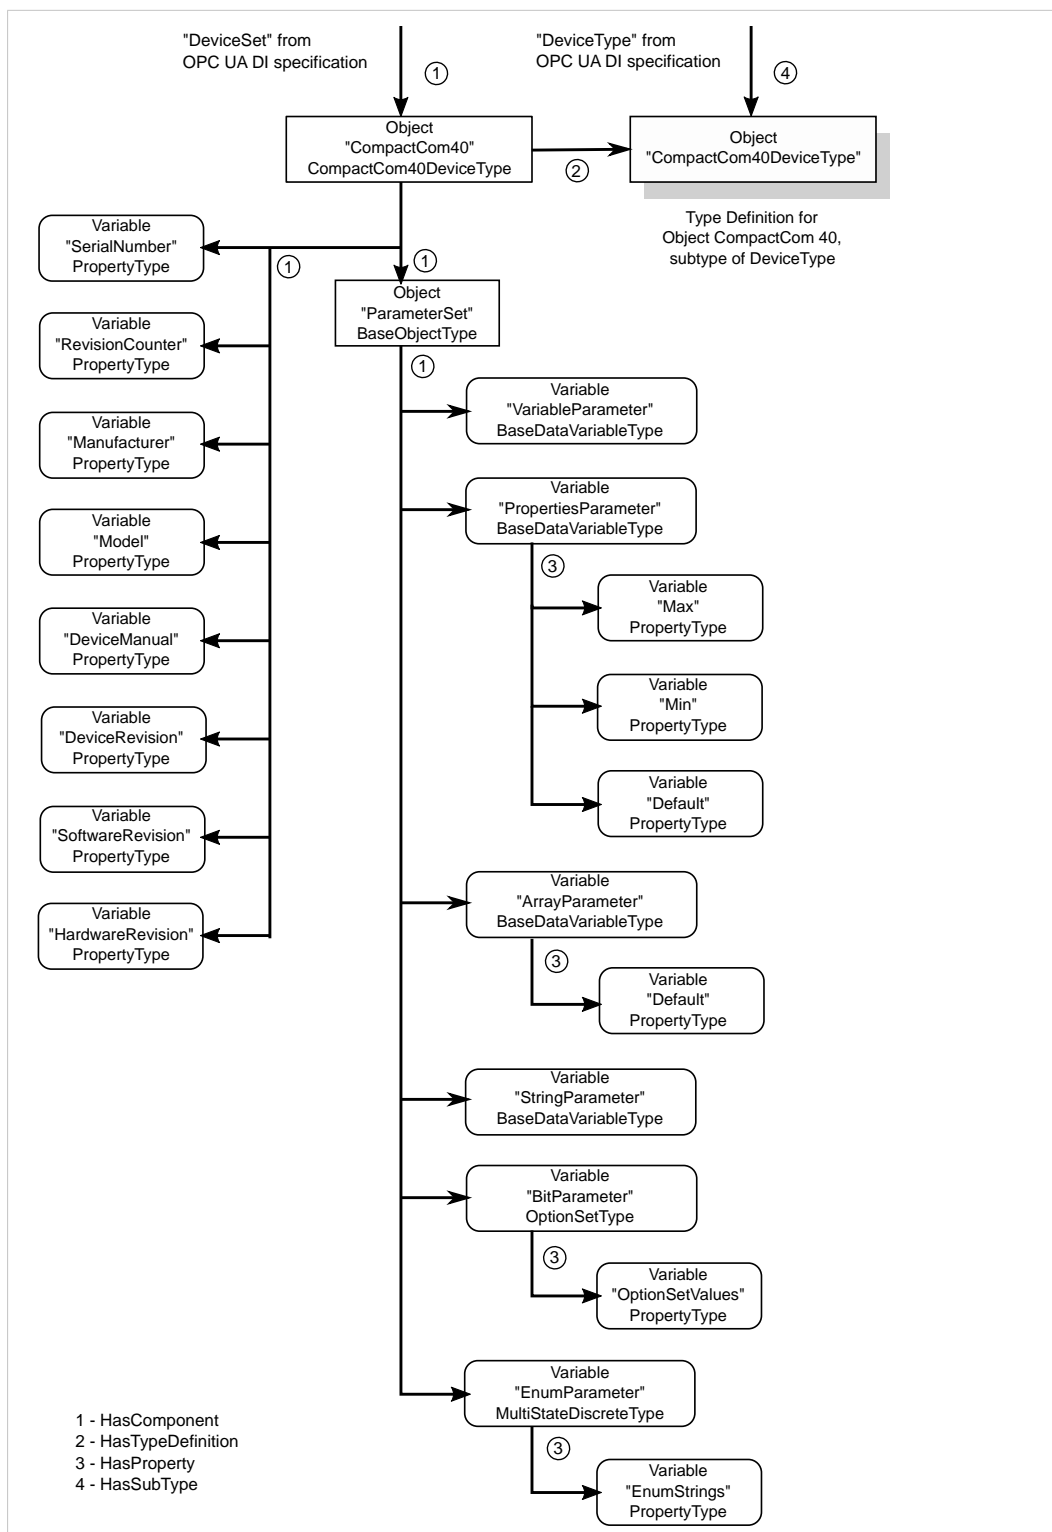 "DeviceSet" from
OPC UA DI specification
"DeviceType" from
OPC UA DI specification
1
4
Object
"CompactCom40"
CompactCom40DeviceType
2
Object
"CompactCom40DeviceType"
Type Definition for
Object CompactCom 40,
subtype of DeviceType
Variable
"SerialNumber"
PropertyType
1
1
Object
"ParameterSet"
BaseObjectType
1
Variable
"RevisionCounter"
PropertyType
Variable
"Manufacturer"
PropertyType
Variable
"Model"
PropertyType
Variable
"DeviceManual"
PropertyType
Variable
"DeviceRevision"
PropertyType
Variable
"SoftwareRevision"
PropertyType
Variable
"HardwareRevision"
PropertyType
Variable
"VariableParameter"
BaseDataVariableType
Variable
"PropertiesParameter"
BaseDataVariableType
3
Variable
"Max"
PropertyType
Variable
"Min"
PropertyType
Variable
"Default"
PropertyType
Variable
"ArrayParameter"
BaseDataVariableType
3
Variable
"Default"
PropertyType
Variable
"StringParameter"
BaseDataVariableType
Variable
"BitParameter"
OptionSetType
3
Variable
"OptionSetValues"
PropertyType
Variable
"EnumParameter"
MultiStateDiscreteType
3
Variable
"EnumStrings"
PropertyType
1 - HasComponent
2 - HasTypeDefinition
3 - HasProperty
4 - HasSubType